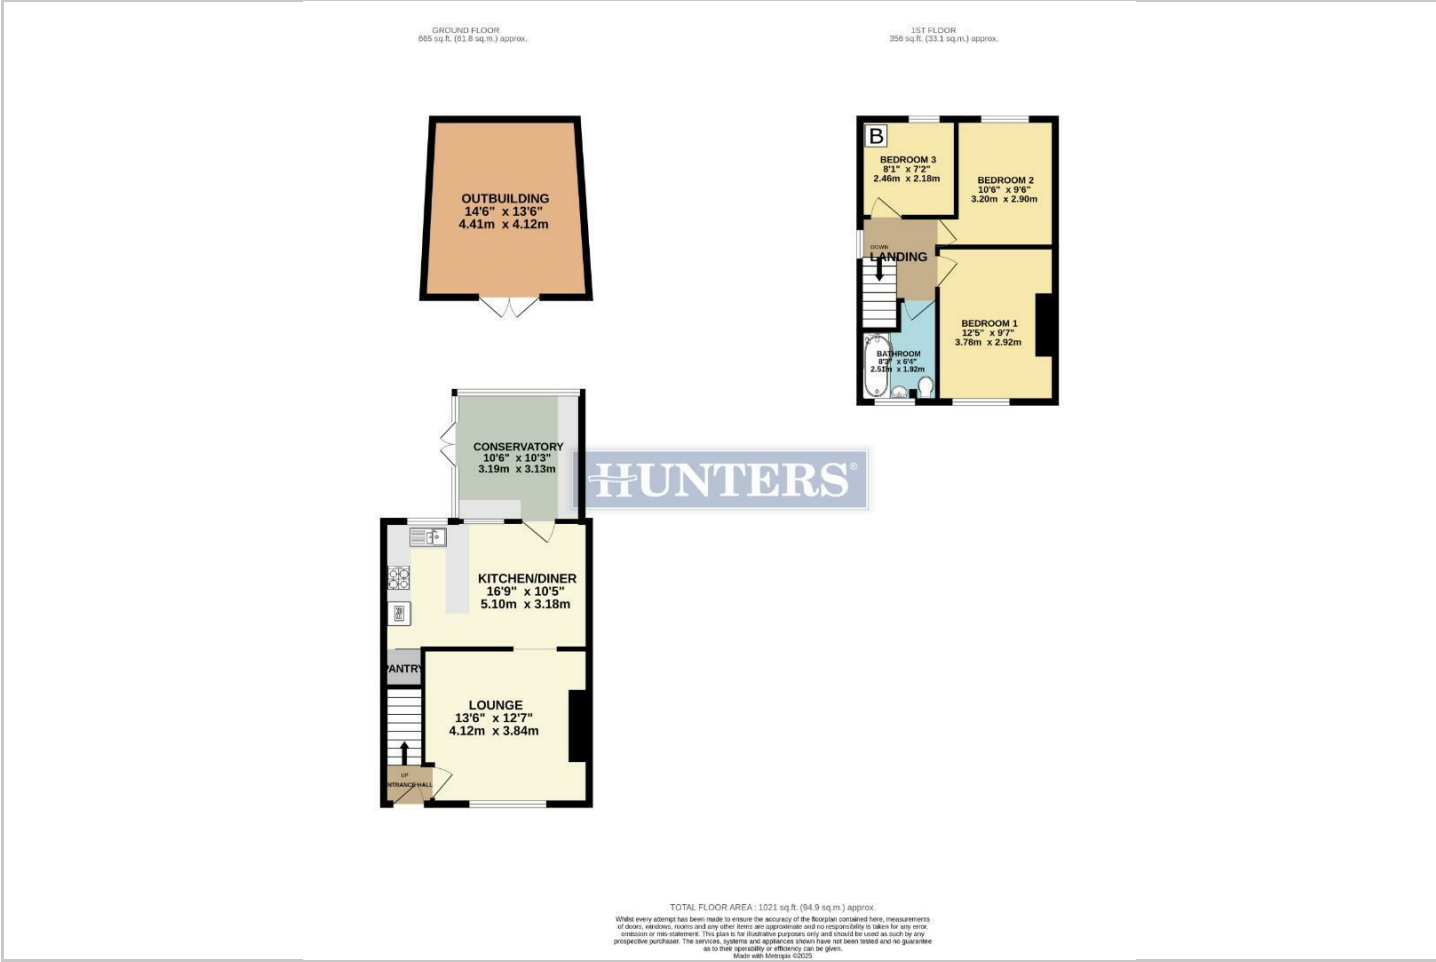 GROUND FLOOR
665 sq.ft. (61.8 sq.m.) approx.
1ST FLOOR
356 sq.ft. (33.1 sq.m.) approx.
OUTBUILDING
14'6" x 13'6"
4.41m x 4.12m
B
BEDROOM 3
8'1" x 7'2"
2.46m x 2.18m
BEDROOM 2
10'6" x 9'6"
3.20m x 2.90m
DOWN
LANDING
BEDROOM 1
12'5" x 9'7"
3.78m x 2.92m
BATHROOM
8'3" x 6'4"
2.51m x 1.92m
CONSERVATORY
10'6" x 10'3"
3.19m x 3.13m
HUNTERS®
KITCHEN/DINER
16'9" x 10'5"
5.10m x 3.18m
PANTRY
LOUNGE
13'6" x 12'7"
4.12m x 3.84m
UP
ENTRANCE HALL
TOTAL FLOOR AREA : 1021 sq.ft. (94.9 sq.m.) approx.
Whilst every attempt has been made to ensure the accuracy of the floorplan contained here, measurements
of doors, windows, rooms and any other items are approximate and no responsibility is taken for any error,
omission or mis-statement. This plan is for illustrative purposes only and should be used as such by any
prospective purchaser. The services, systems and appliances shown have not been tested and no guarantee
as to their operability or efficiency can be given.
Made with Metropix ©2025